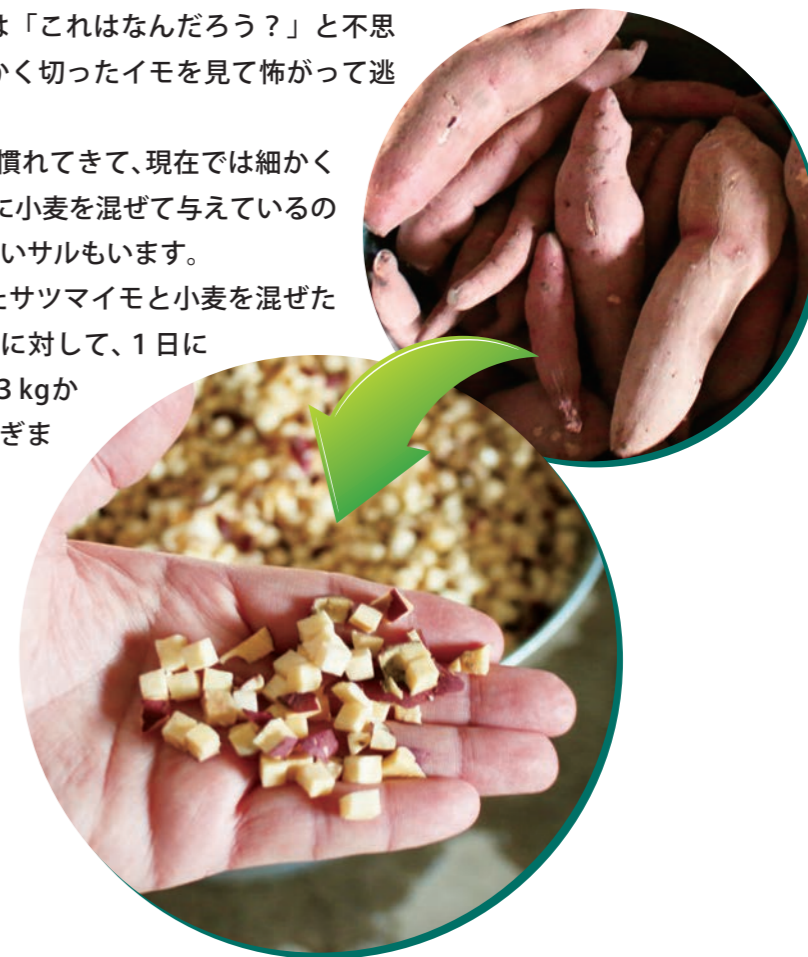 は「これはなんだろう？」と不思
かく切ったイモを見て怖がって逃
慣れてきて、現在では細かく
に小麦を混ぜて与えているの
いサルもいます。
たサツマイモと小麦を混ぜた
に対して、1日に
3 kgか
ぎま